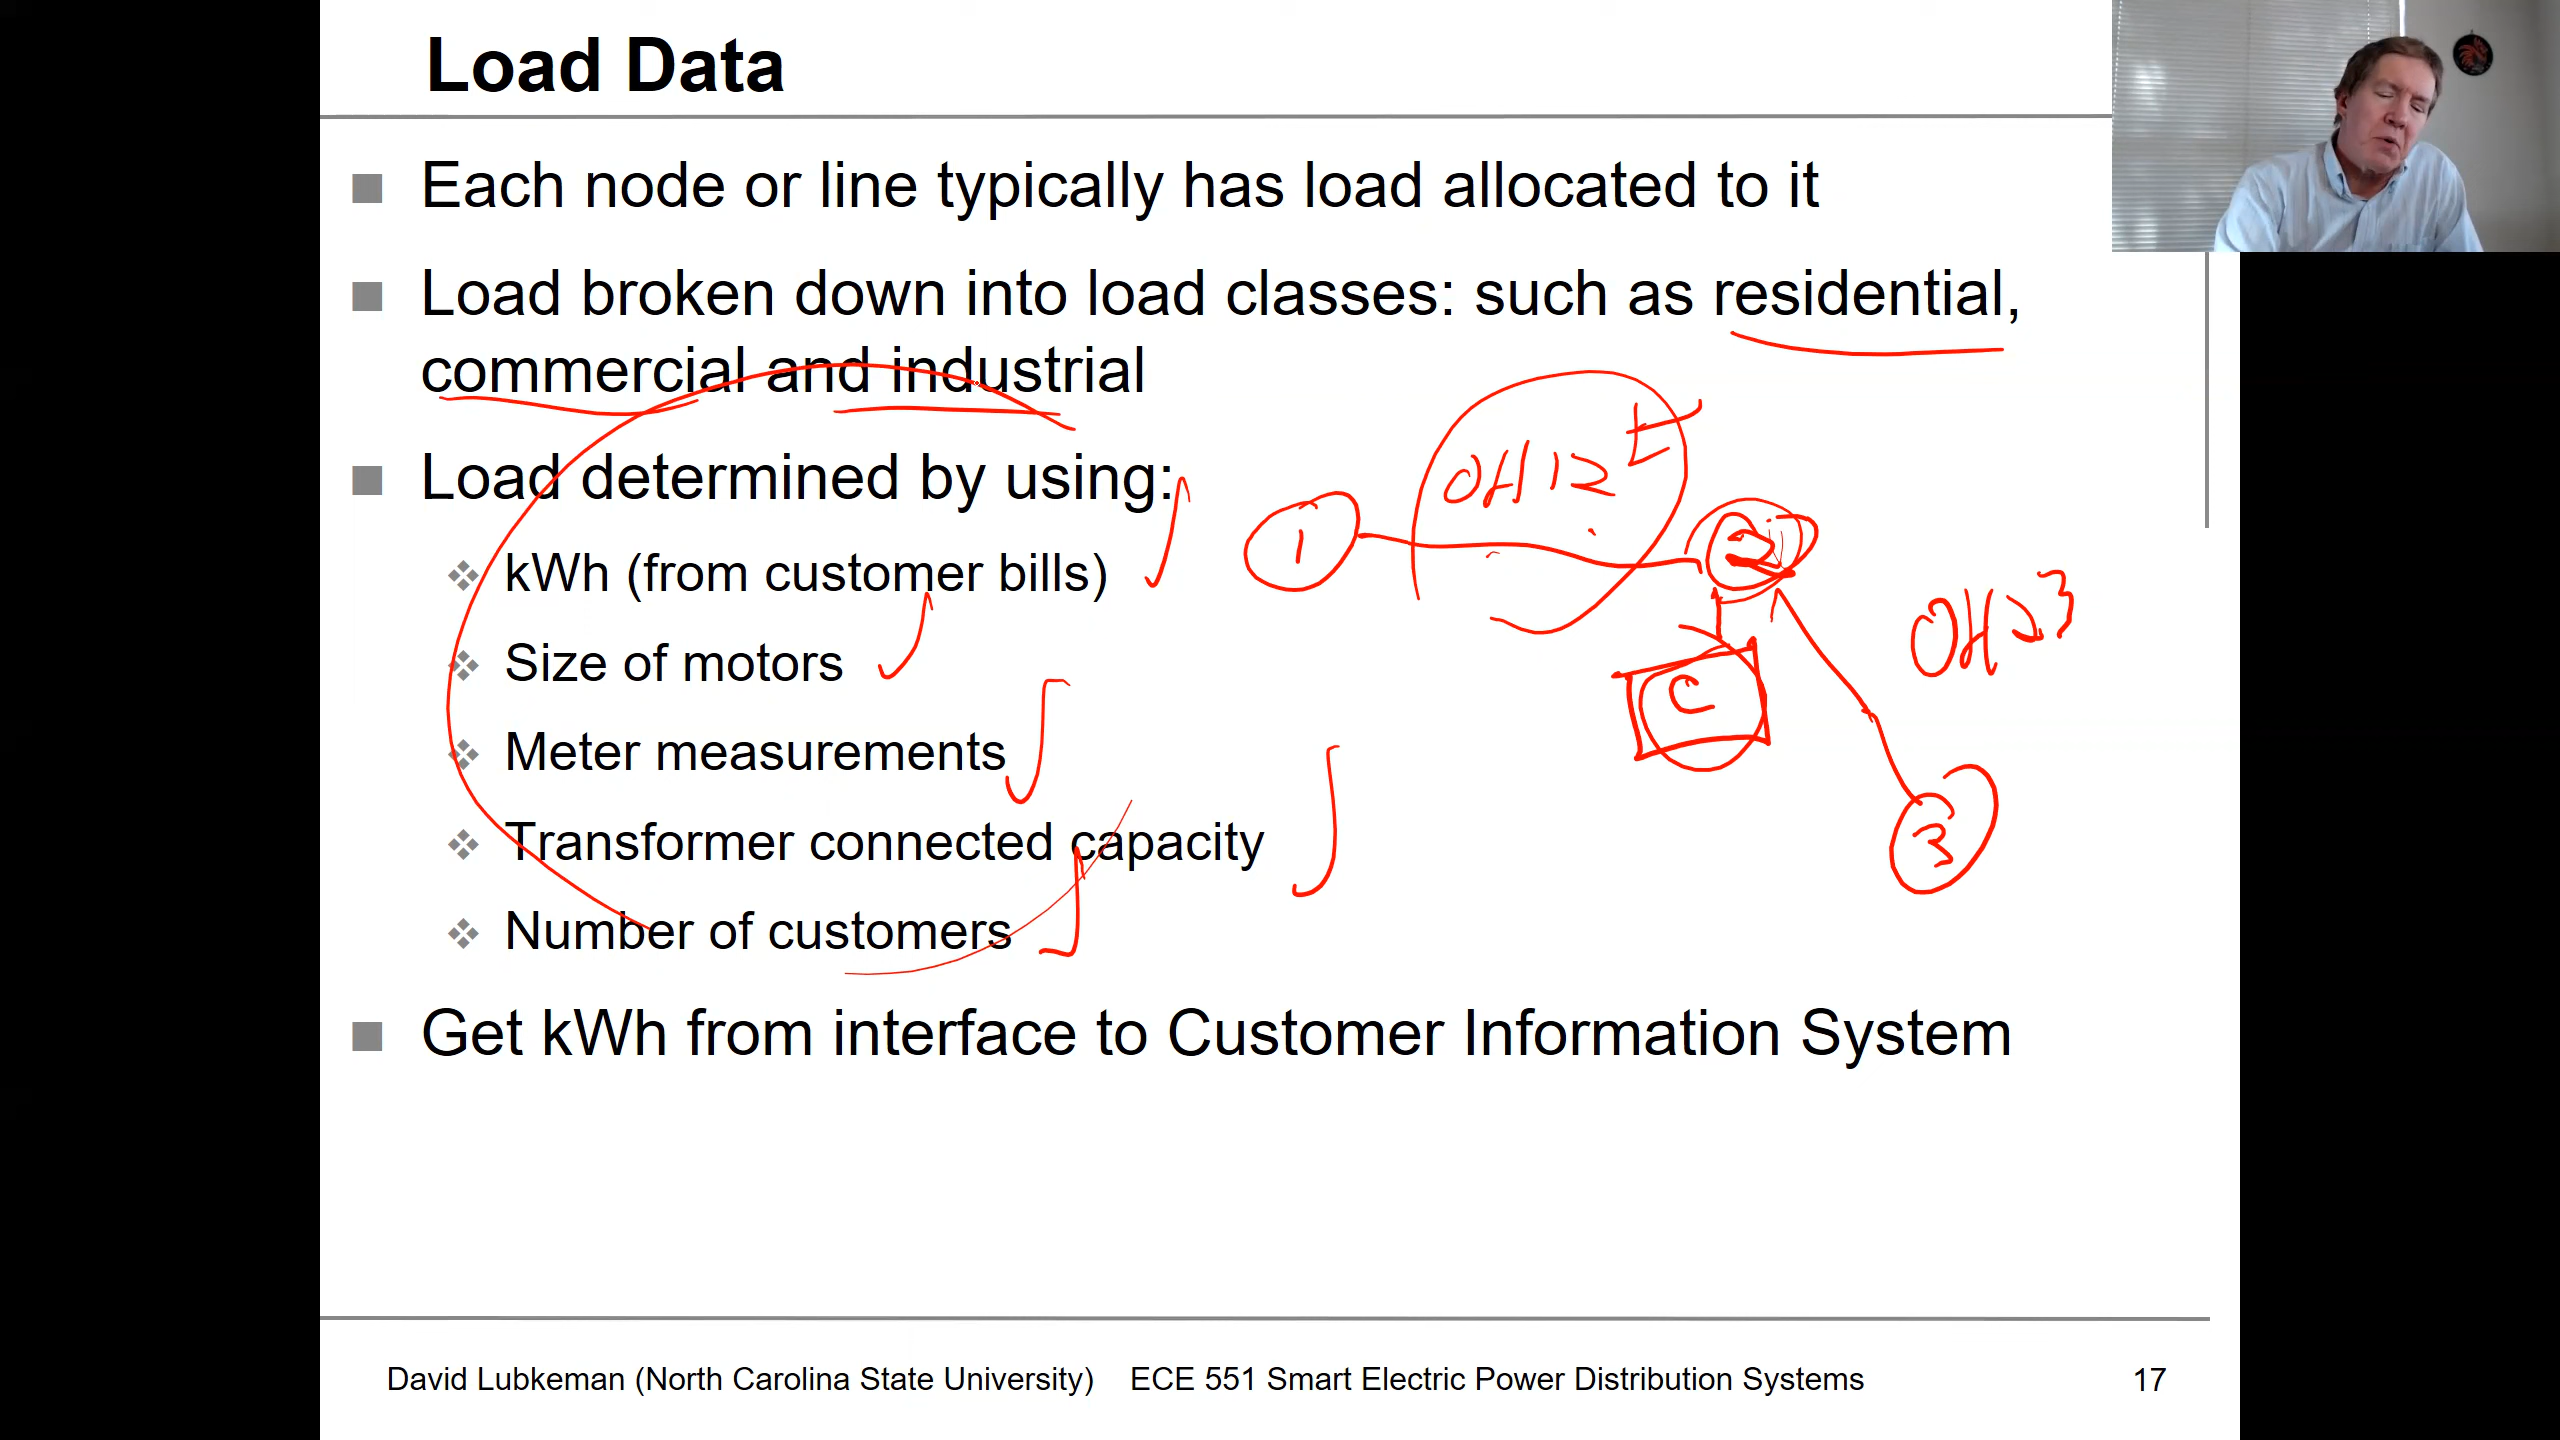 Load Data
Each node or line typically has load allocated to it
Load broken down into load classes: such as residential,
commercial and industrial
Load determined by using:
kWh (from customer bills)
Size of motors
Meter measurements
Transformer connected capacity
Number of customers
Get kWh from interface to Customer Information System
1
OH12
2
C
OH23
3
David Lubkeman (North Carolina State University) ECE 551 Smart Electric Power Distribution Systems 17